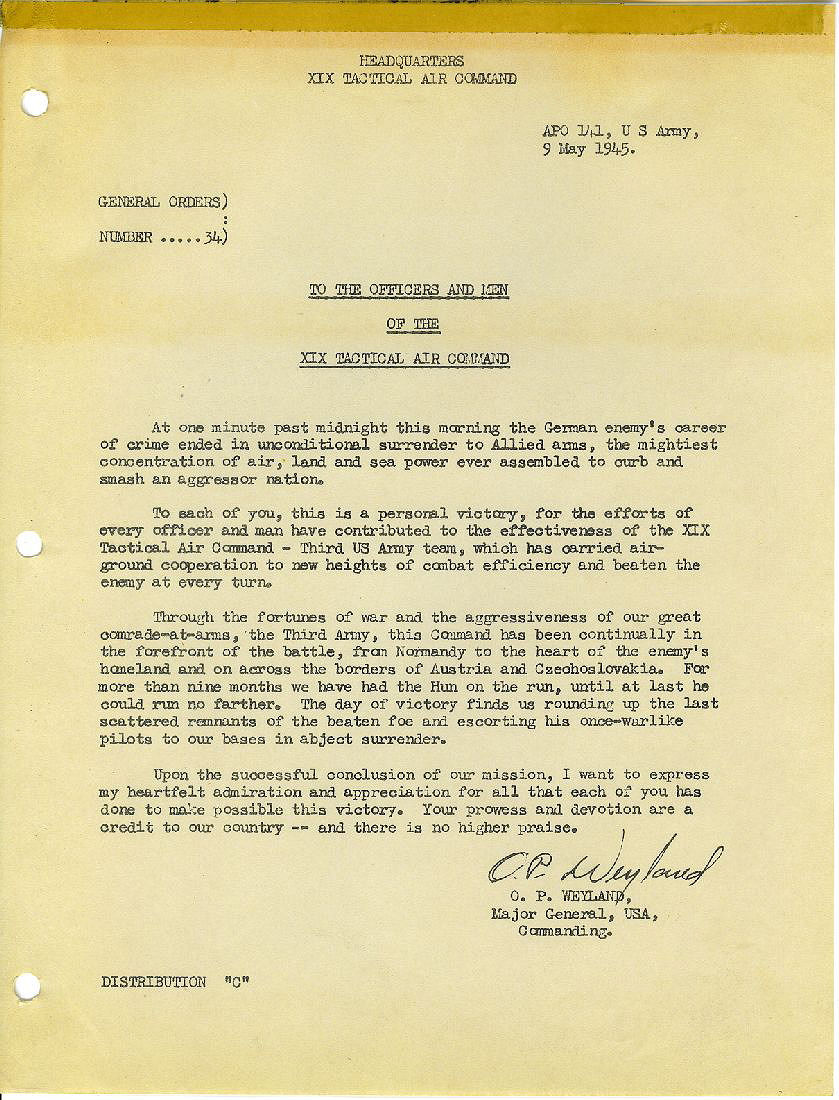 HEADQUARTERS
XIX TACTICAL AIR COMMAND
APO 141, U S Army,
9 May 1945.
GENERAL ORDERS)
:
NUMBER .....34)
TO THE OFFICERS AND MEN
OF THE
XIX TACTICAL AIR COMMAND
At one minute past midnight this morning the German enemy's career
of crime ended in unconditional surrender to Allied arms, the mightiest
concentration of air, land and sea power ever assembled to curb and
smash an aggressor nation.
To each of you, this is a personal victory, for the efforts of
every officer and man have contributed to the effectiveness of the XIX
Tactical Air Command - Third US Army team, which has carried air-
ground cooperation to new heights of combat efficiency and beaten the
enemy at every turn.
Through the fortunes of war and the aggressiveness of our great
comrade-at-arms, the Third Army, this Command has been continually in
the forefront of the battle, from Normandy to the heart of the enemy's
homeland and on across the borders of Austria and Czechoslovakia. For
more than nine months we have had the Hun on the run, until at last he
could run no farther. The day of victory finds us rounding up the last
scattered remnants of the beaten foe and escorting his once-warlike
pilots to our bases in abject surrender.
Upon the successful conclusion of our mission, I want to express
my heartfelt admiration and appreciation for all that each of you has
done to make possible this victory. Your prowess and devotion are a
credit to our country -- and there is no higher praise.
O.P. Weyland
O. P. WEYLAND,
Major General, USA,
Commanding.
DISTRIBUTION "C"